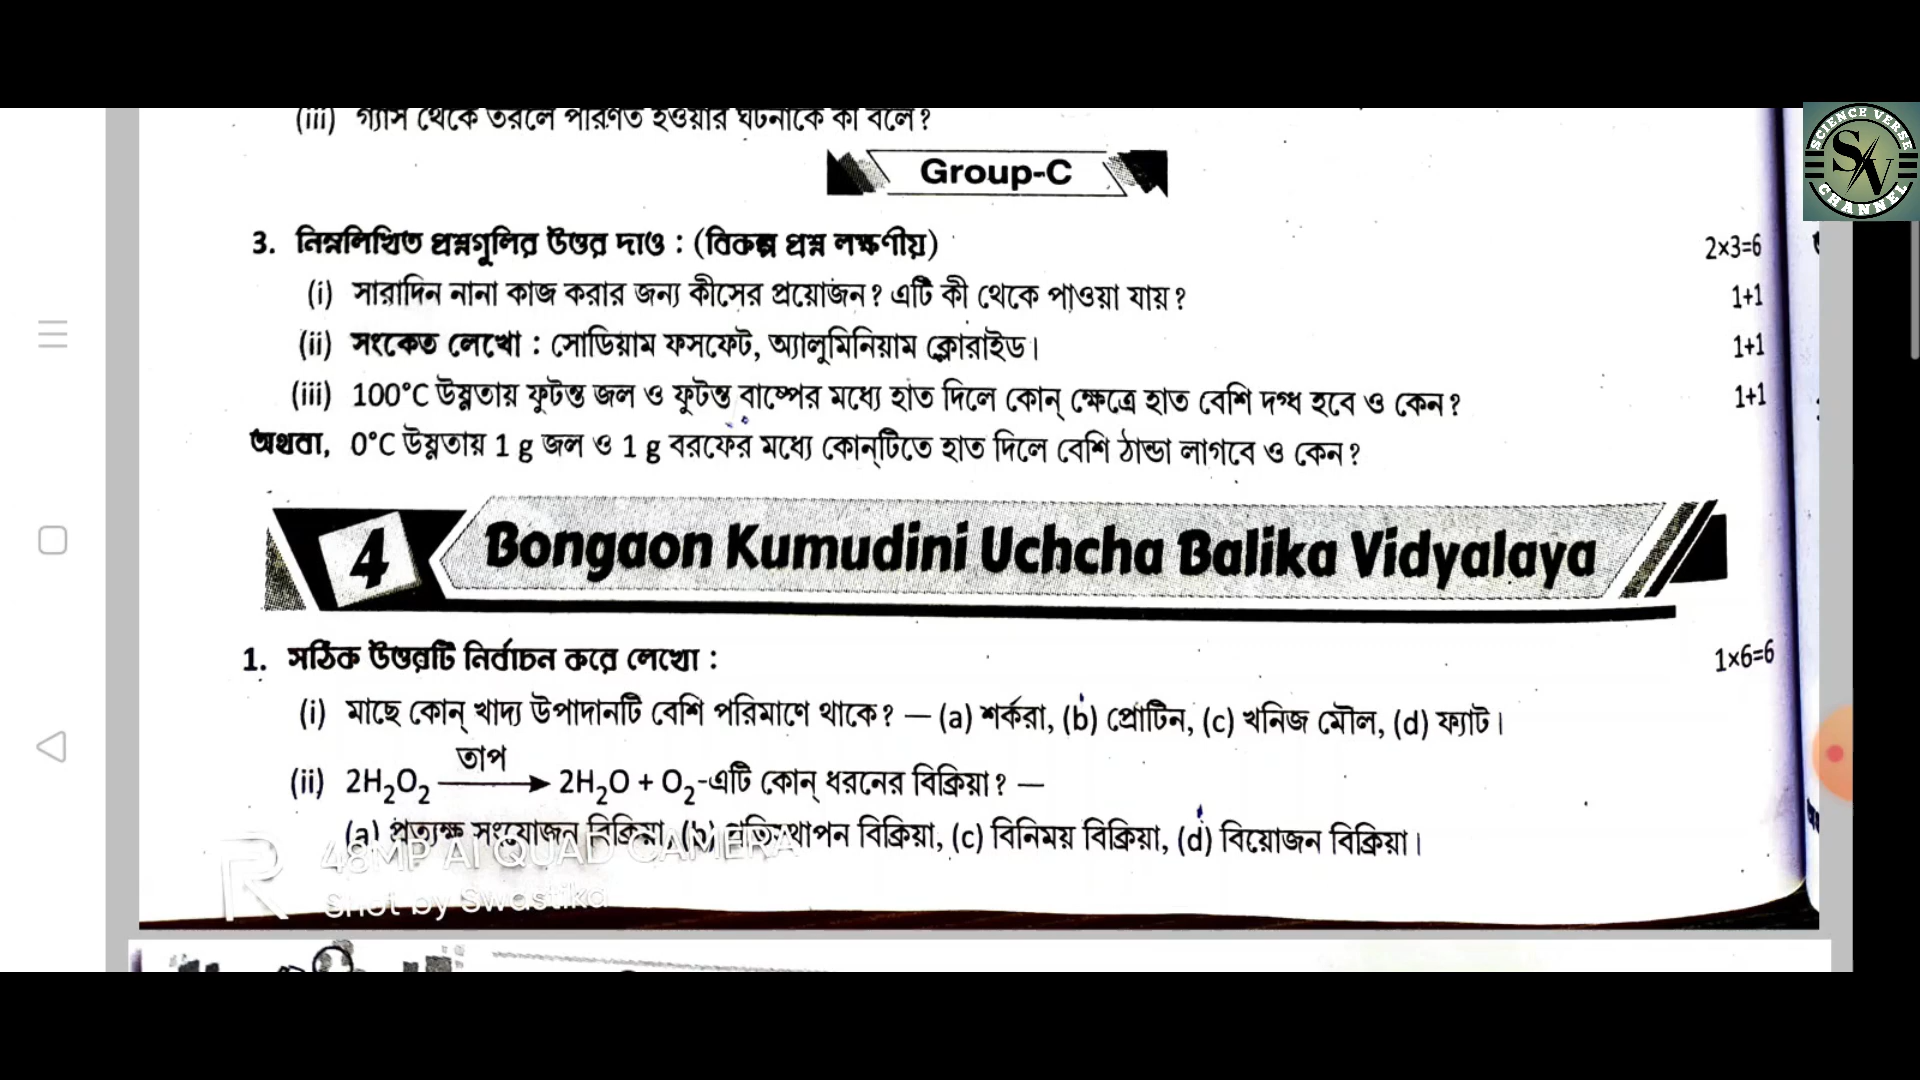 (iii) গ্যাস থেকে তরলে পরিণত হওয়ার ঘটনাকে কী বলে?
SCIENCE VERSE
SV
CHANNEL
Group-C
3. নিম্নলিখিত প্রশ্নগুলির উত্তর দাও : (বিকল্প প্রশ্ন লক্ষণীয়) 2×3=6
(i) সারাদিন নানা কাজ করার জন্য কীসের প্রয়োজন? এটি কী থেকে পাওয়া যায়? 1+1
(ii) সংকেত লেখো : সোডিয়াম ফসফেট, অ্যালুমিনিয়াম ক্লোরাইড। 1+1
(iii) 100°C উষ্ণতায় ফুটন্ত জল ও ফুটন্ত বাষ্পের মধ্যে হাত দিলে কোন্ ক্ষেত্রে হাত বেশি দগ্ধ হবে ও কেন? 1+1
অথবা, 0°C উষ্ণতায় 1 g জল ও 1 g বরফের মধ্যে কোন্‌টিতে হাত দিলে বেশি ঠান্ডা লাগবে ও কেন?
4 Bongaon Kumudini Uchcha Balika Vidyalaya
1. সঠিক উত্তরটি নির্বাচন করে লেখো : 1×6=6
(i) মাছে কোন্ খাদ্য উপাদানটি বেশি পরিমাণে থাকে? — (a) শর্করা, (b) প্রোটিন, (c) খনিজ মৌল, (d) ফ্যাট।
তাপ
(ii) 2H₂O₂ ⟶ 2H₂O + O₂-এটি কোন্ ধরনের বিক্রিয়া? —
(a) প্রত্যক্ষ সংযোজন বিক্রিয়া, (b) প্রতিস্থাপন বিক্রিয়া, (c) বিনিময় বিক্রিয়া, (d) বিয়োজন বিক্রিয়া।
48MP AI QUAD CAMERA
Shot by Swastika